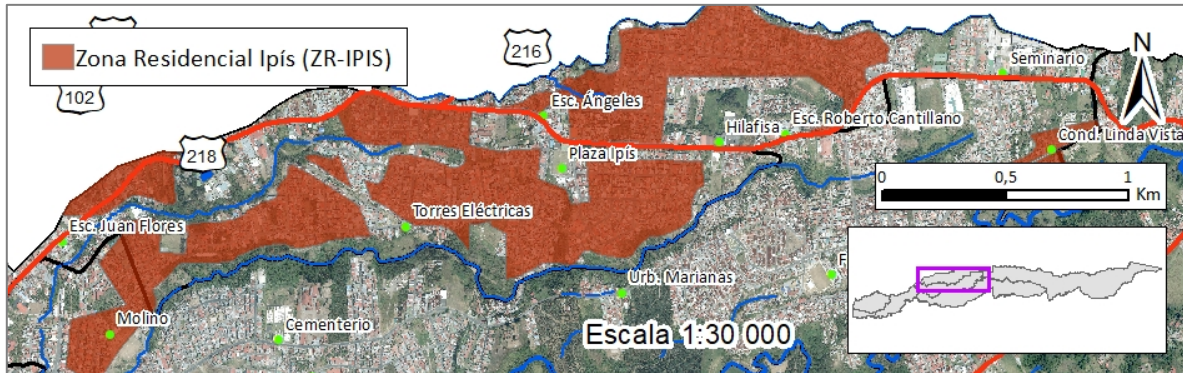 Zona Residencial Ipís (ZR-IPIS)
102
216
218
N
Seminario
Esc. Ángeles
Esc. Roberto Cantillano
Hilafisa
Cond. Linda Vista
Plaza Ipís
0 0,5 1
Km
Esc. Juan Flores
Torres Eléctricas
Urb. Marianas
F
Molino
Cementerio
Escala 1:30 000